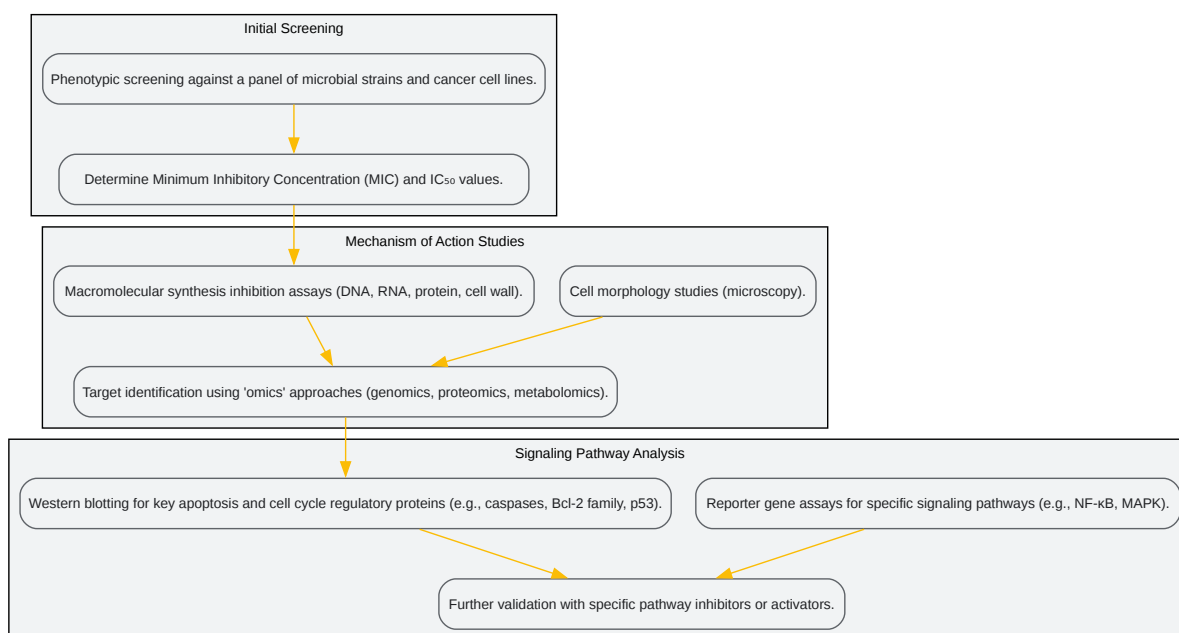 Initial Screening
Phenotypic screening against a panel of microbial strains and cancer cell lines.
Determine Minimum Inhibitory Concentration (MIC) and IC₅₀ values.
Mechanism of Action Studies
Macromolecular synthesis inhibition assays (DNA, RNA, protein, cell wall).
Cell morphology studies (microscopy).
Target identification using 'omics' approaches (genomics, proteomics, metabolomics).
Signaling Pathway Analysis
Western blotting for key apoptosis and cell cycle regulatory proteins (e.g., caspases, Bcl-2 family, p53).
Reporter gene assays for specific signaling pathways (e.g., NF-κB, MAPK).
Further validation with specific pathway inhibitors or activators.